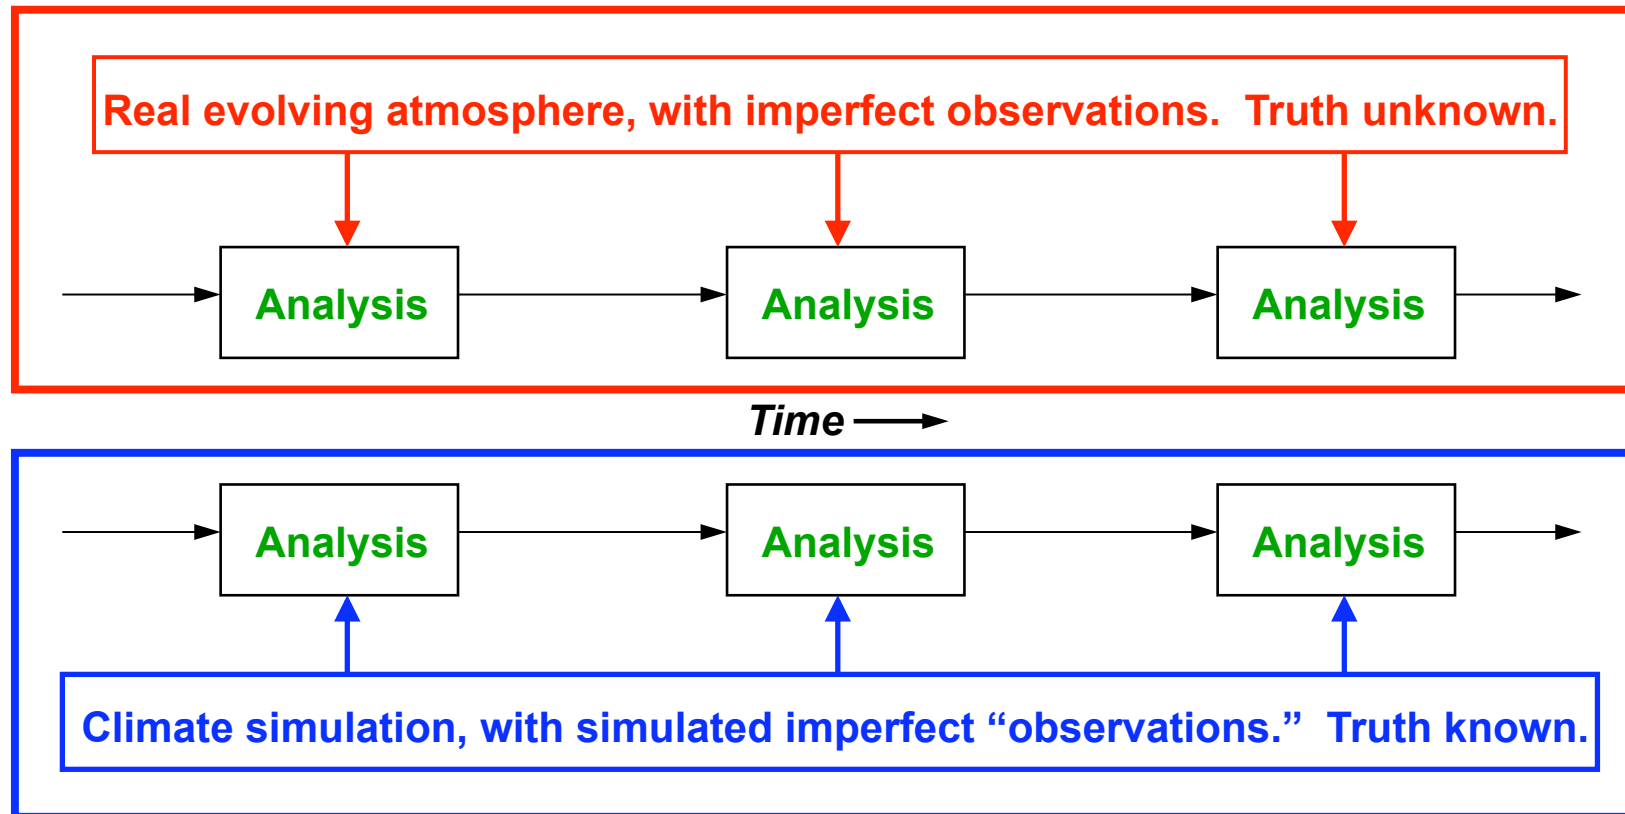 Real evolving atmosphere, with imperfect observations.  Truth unknown.
Analysis
Analysis
Analysis
Time
Analysis
Analysis
Analysis
Climate simulation, with simulated imperfect “observations.”  Truth known.